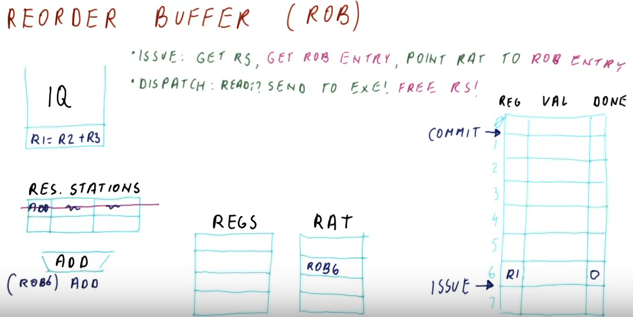 REORDER BUFFER (ROB)
• ISSUE: GET RS, GET ROB ENTRY, POINT RAT TO ROB ENTRY
• DISPATCH: READY? SEND TO EXE! FREE RS!
IQ
R1= R2 + R3
RES. STATIONS
ADD
ADD
(ROB6) ADD
REGS
RAT
ROB6
REG VAL DONE
COMMIT →
0
1
2
3
4
5
6 R1 0
ISSUE →
7